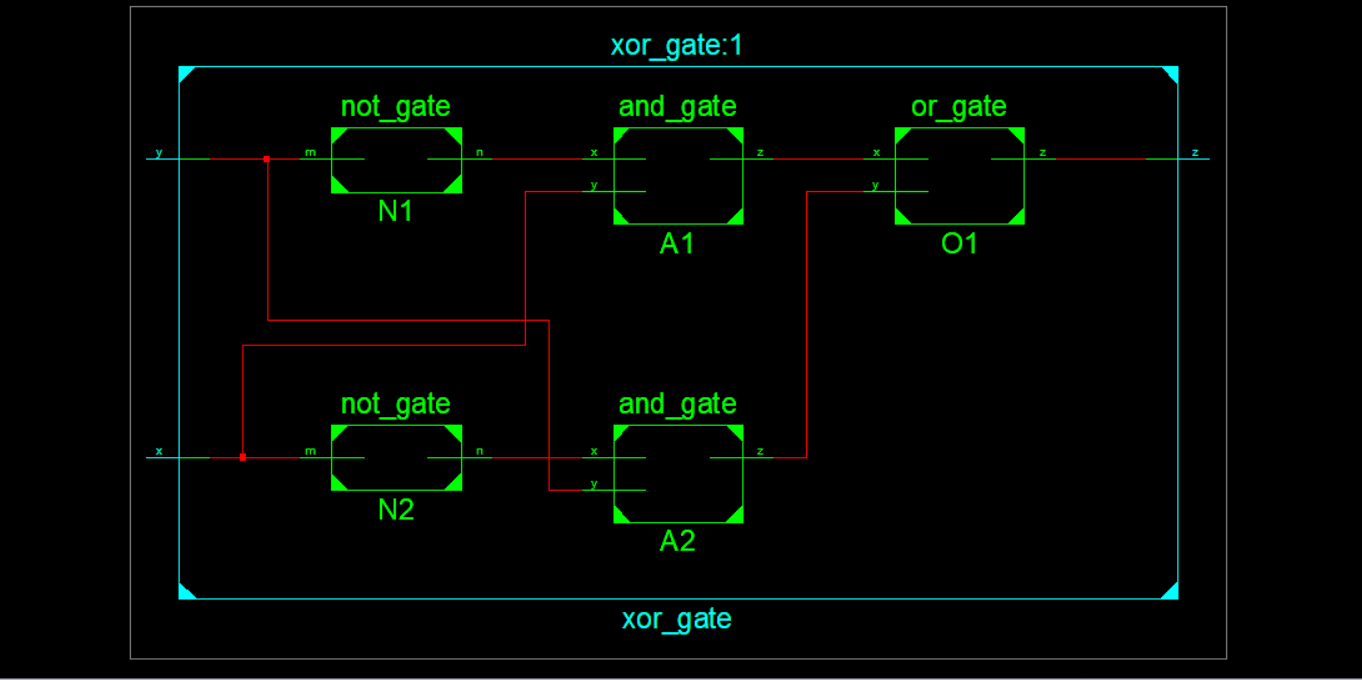 xor_gate:1
not_gate and_gate or_gate
y m n x z x z z
y y
N1 A1 O1
not_gate and_gate
x m n x z
y
N2 A2
xor_gate